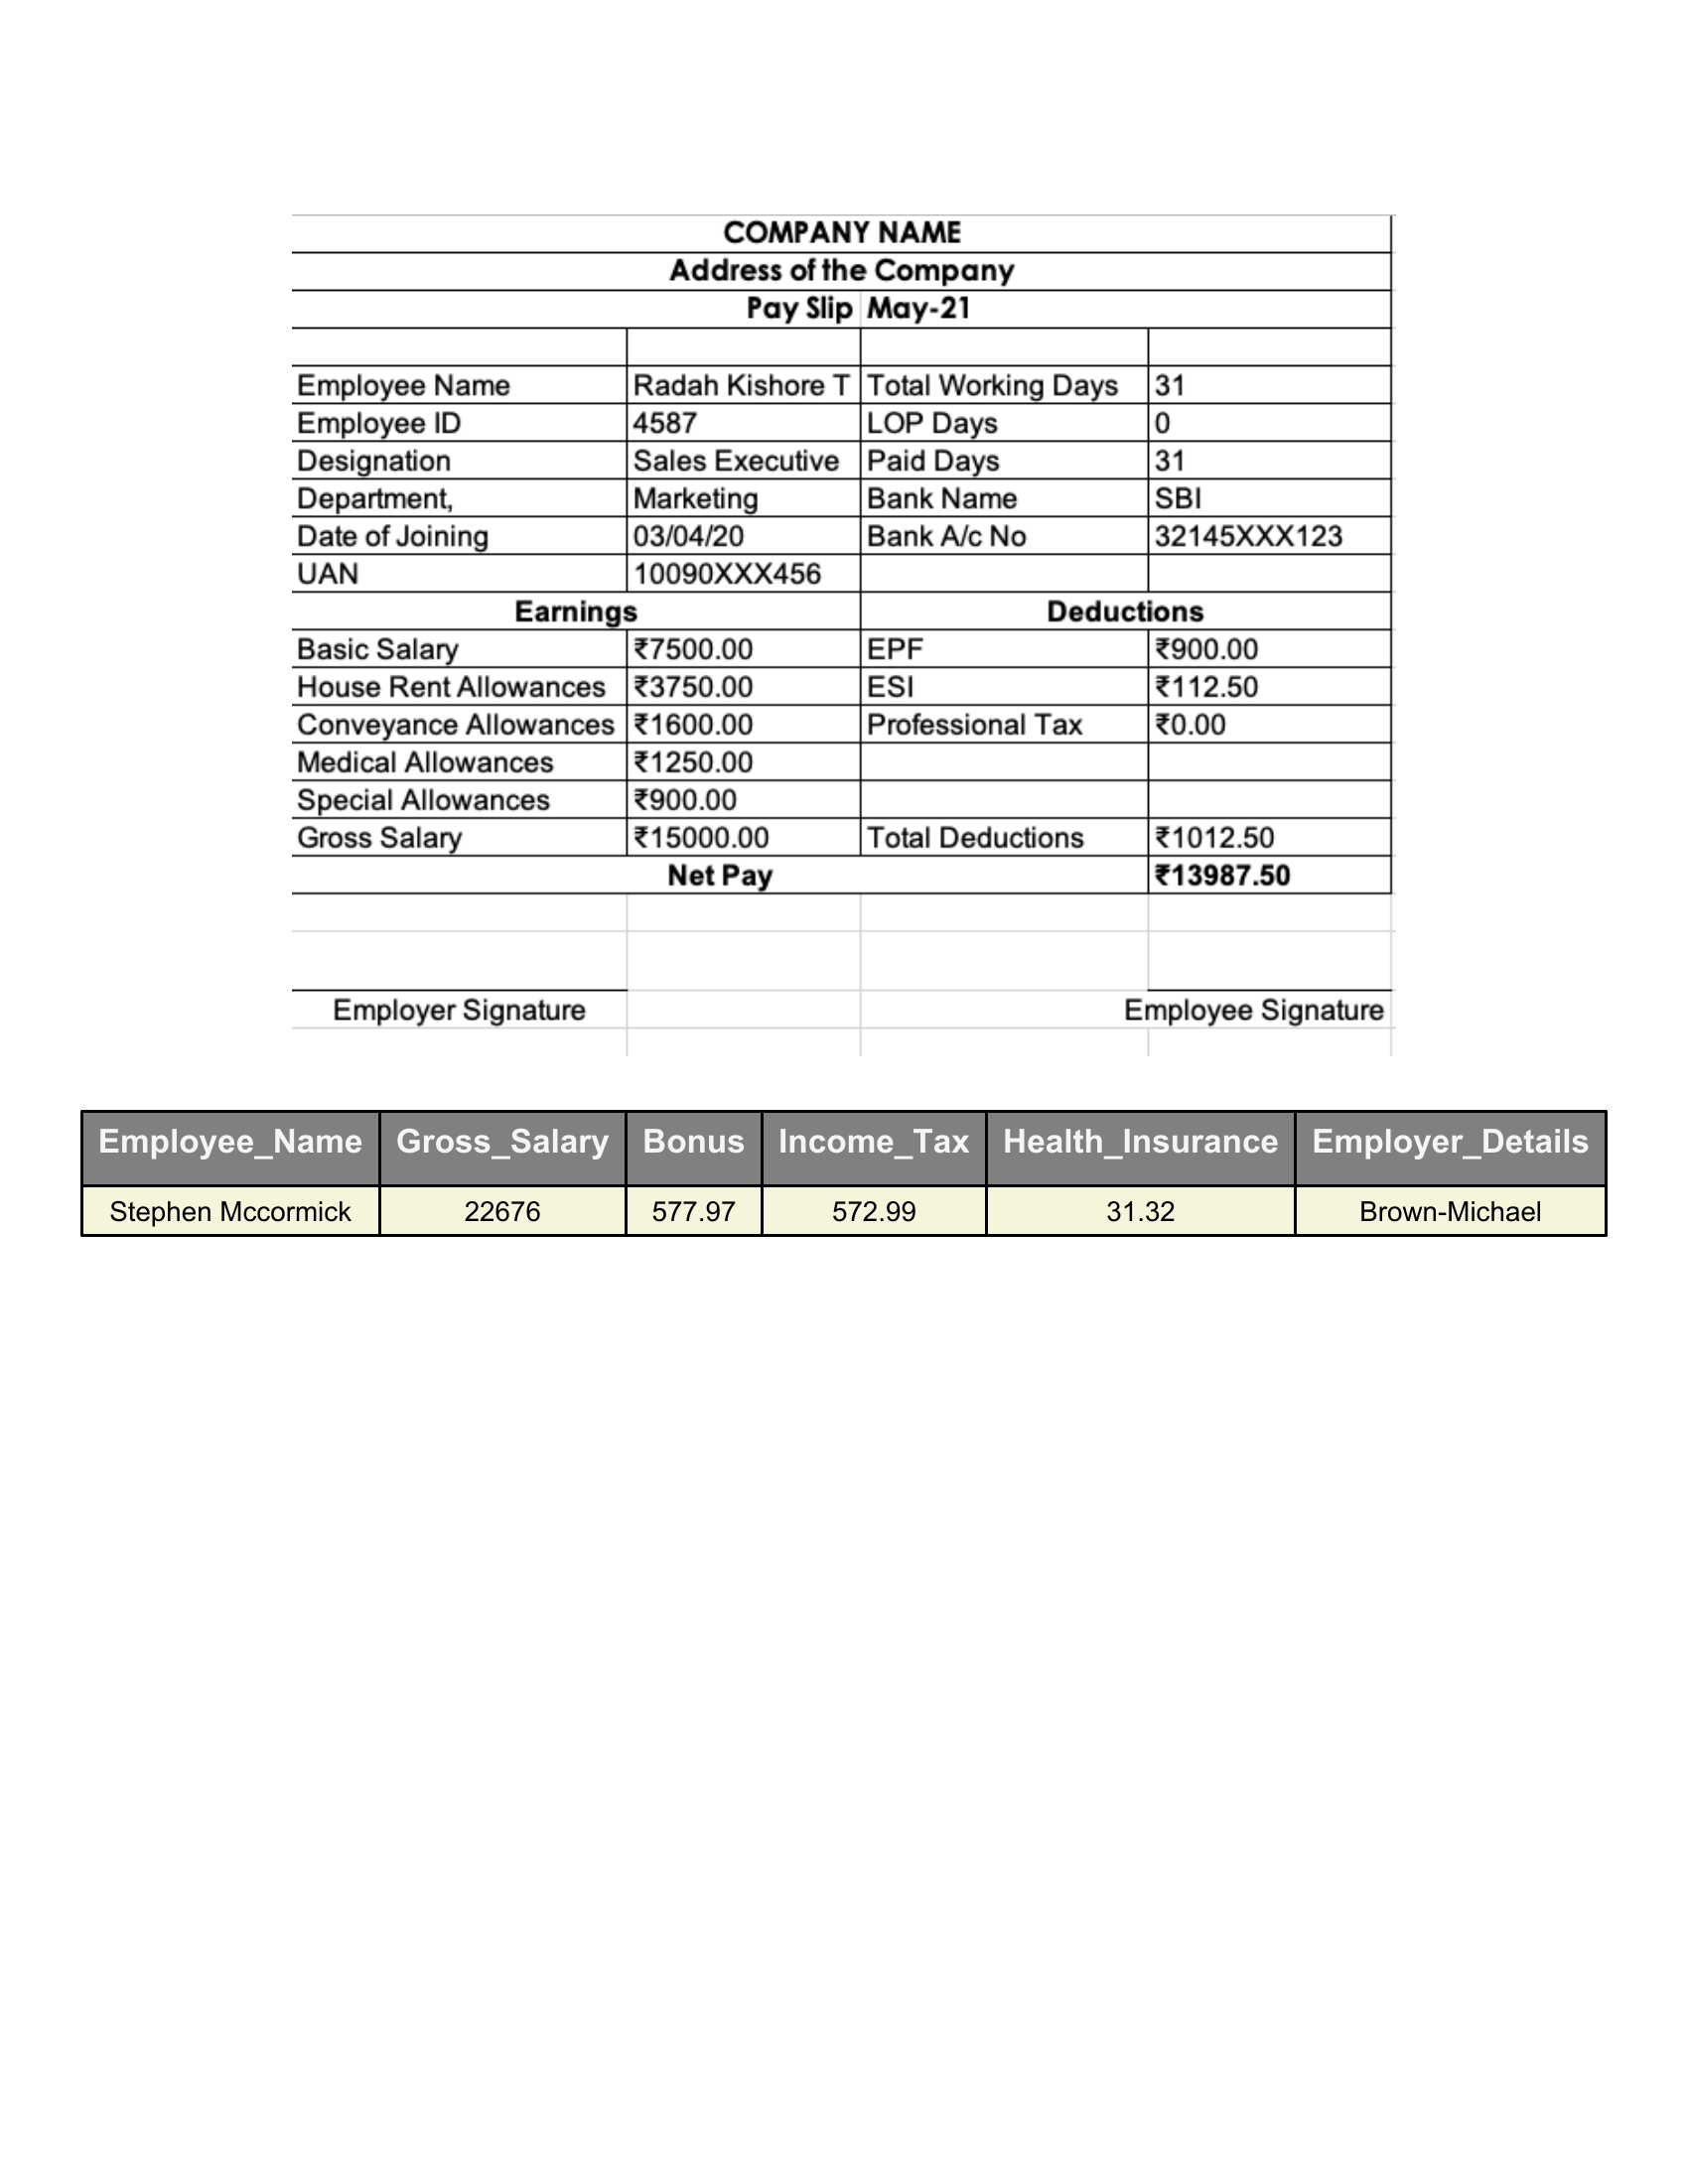 COMPANY NAME
Address of the Company
Pay Slip May-21
Employee Name Radah Kishore T Total Working Days 31
Employee ID 4587 LOP Days 0
Designation Sales Executive Paid Days 31
Department, Marketing Bank Name SBI
Date of Joining 03/04/20 Bank A/c No 32145XXX123
UAN 10090XXX456
Earnings Deductions
Basic Salary ₹7500.00 EPF ₹900.00
House Rent Allowances ₹3750.00 ESI ₹112.50
Conveyance Allowances ₹1600.00 Professional Tax ₹0.00
Medical Allowances ₹1250.00
Special Allowances ₹900.00
Gross Salary ₹15000.00 Total Deductions ₹1012.50
Net Pay ₹13987.50
Employer Signature Employee Signature
Employee_Name Gross_Salary Bonus Income_Tax Health_Insurance Employer_Details
Stephen Mccormick 22676 577.97 572.99 31.32 Brown-Michael